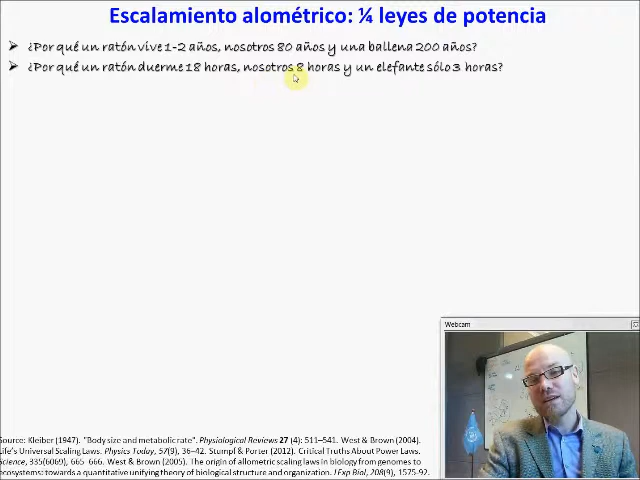 Escalamiento alométrico: ¼ leyes de potencia
➢ ¿Por qué un ratón vive 1-2 años, nosotros 80 años y una ballena 200 años?
➢ ¿Por qué un ratón duerme 18 horas, nosotros 8 horas y un elefante sólo 3 horas?
Webcam
Source: Kleiber (1947). "Body size and metabolic rate". Physiological Reviews 27 (4): 511–541. West & Brown (2004).
Life's Universal Scaling Laws. Physics Today, 57(9), 36–42. Stumpf & Porter (2012). Critical Truths About Power Laws.
Science, 335(6069), 665–666. West & Brown (2005). The origin of allometric scaling laws in biology from genomes to
ecosystems: towards a quantitative unifying theory of biological structure and organization. J Exp Biol, 208(9), 1575-92.